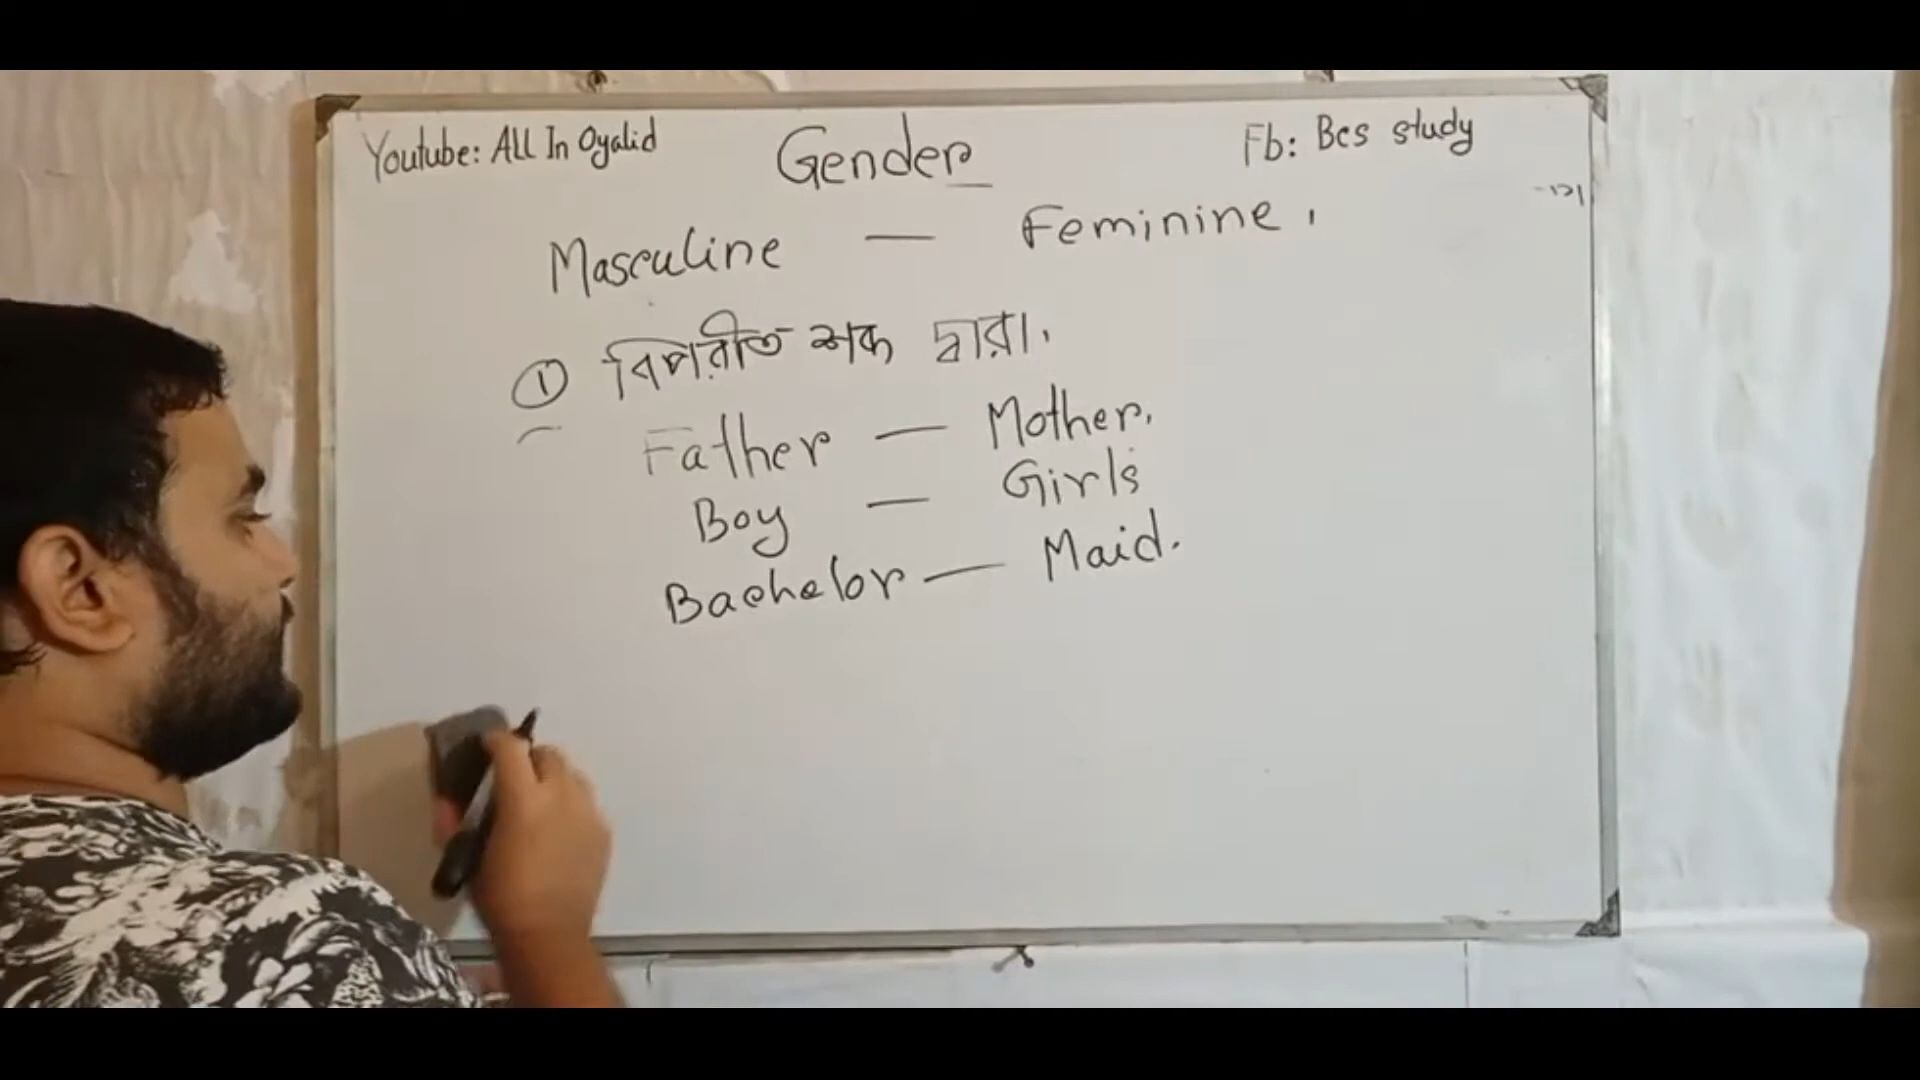 Youtube: All In Oyalid
Gender
Fb: Bcs study
Masculine — Feminine.
① বিপরীত শব্দ দ্বারা.
Father — Mother.
Boy — Girls
Bachelor — Maid.